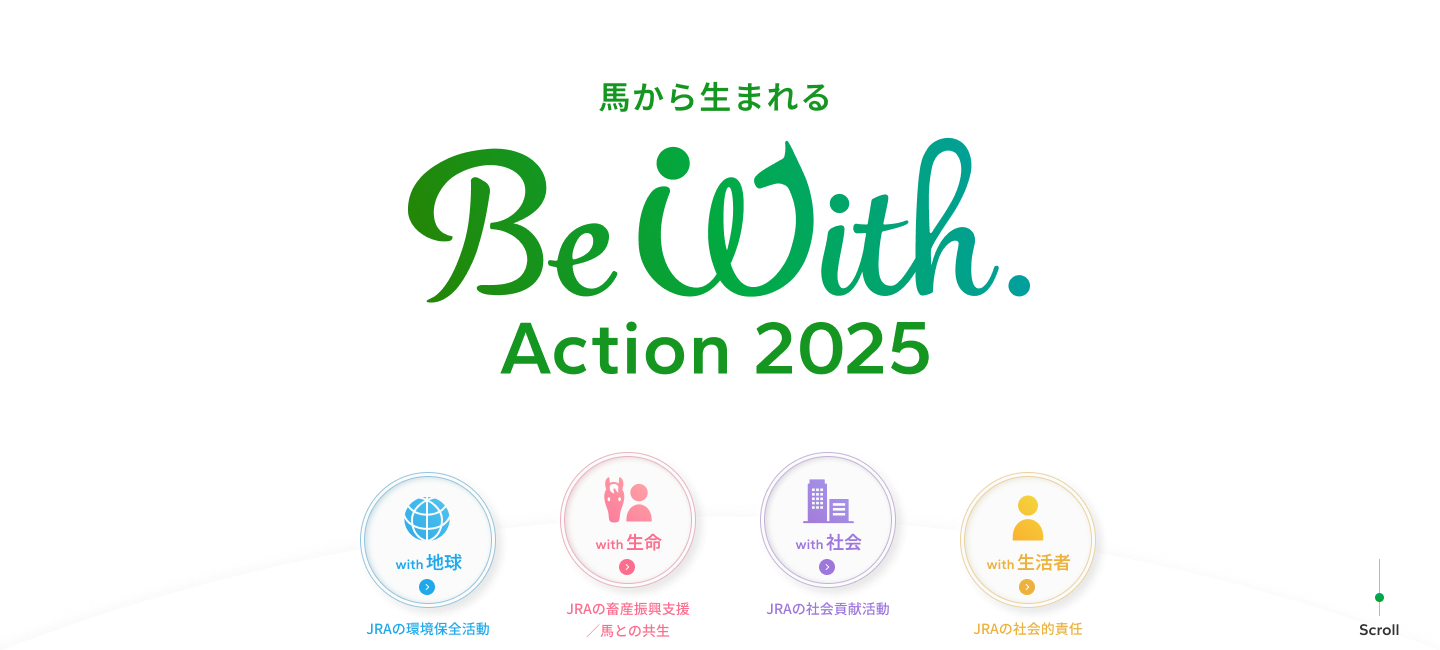 馬から生まれる
Be With.
Action 2025
with 地球
JRAの環境保全活動
with 生命
JRAの畜産振興支援
／馬との共生
with 社会
JRAの社会貢献活動
with 生活者
JRAの社会的責任
Scroll